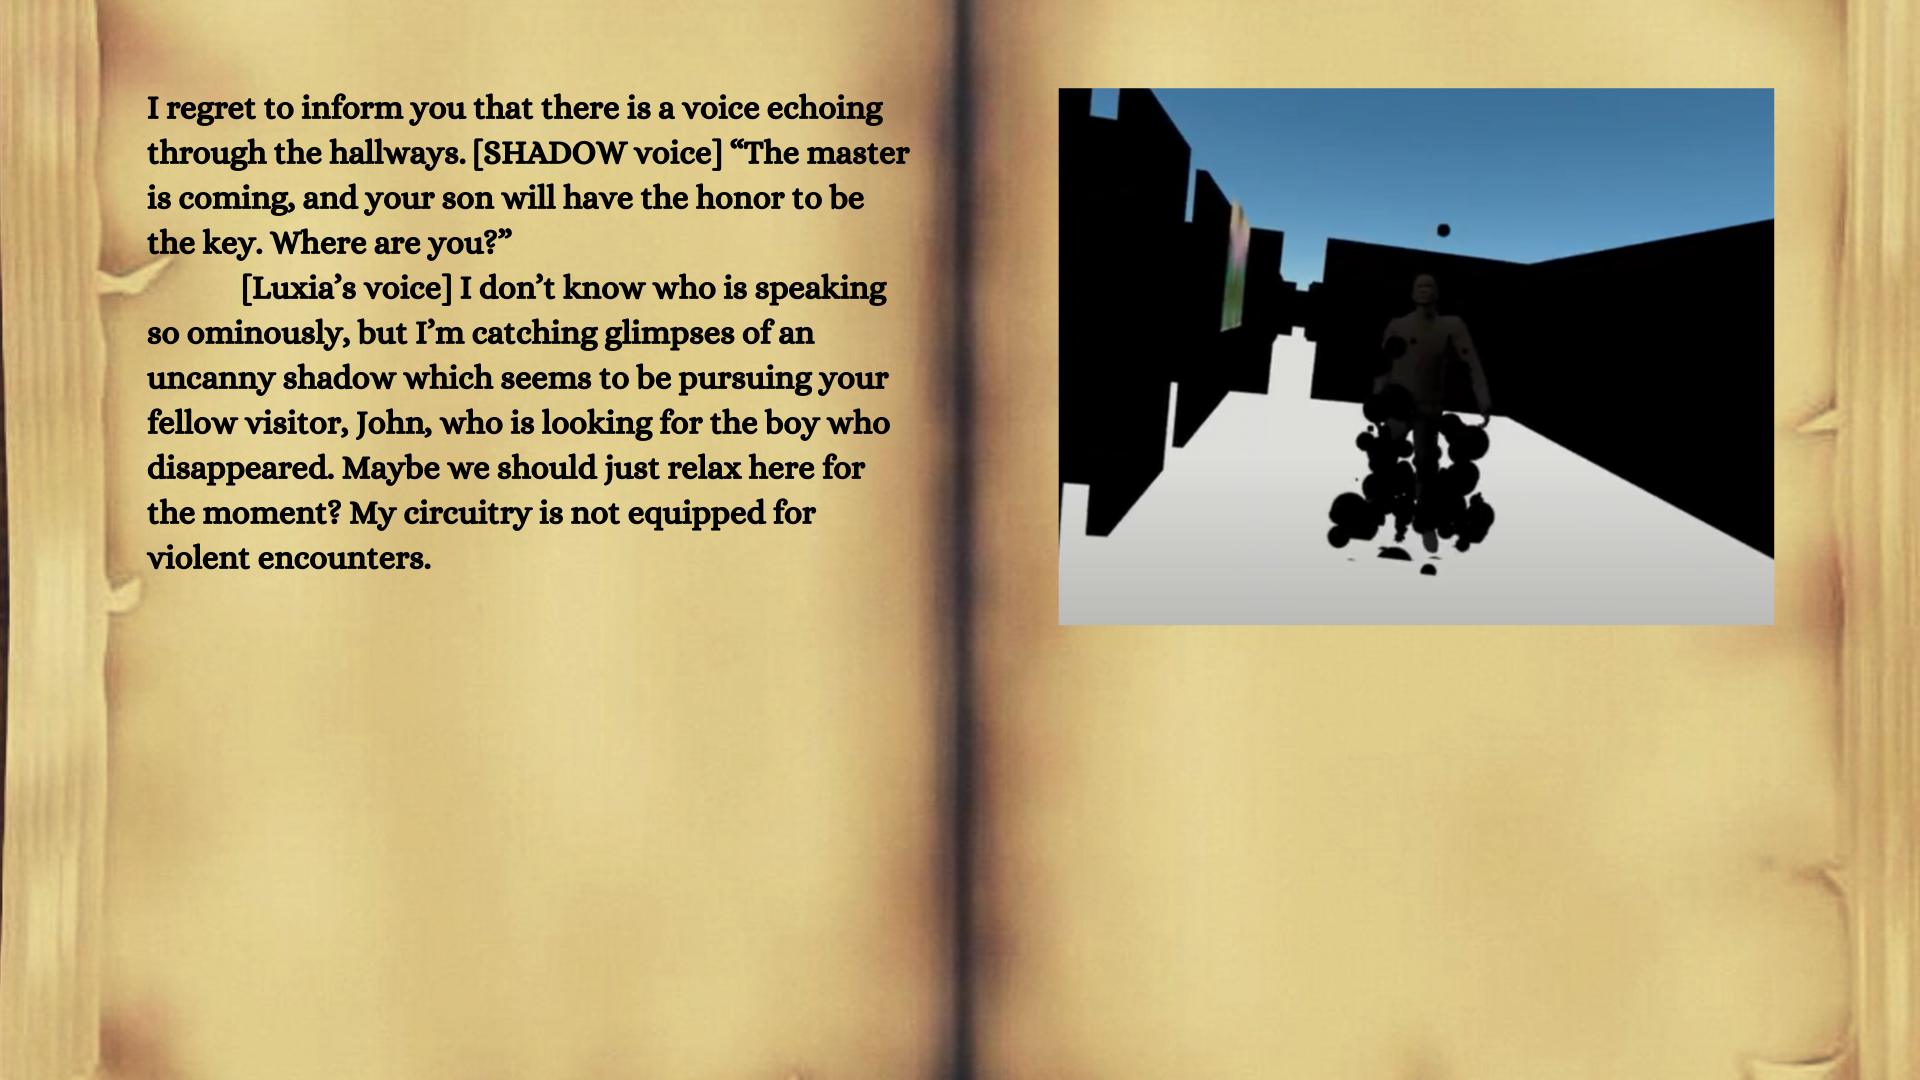 I regret to inform you that there is a voice echoing
through the hallways. [SHADOW voice] “The master
is coming, and your son will have the honor to be
the key. Where are you?”
[Luxia’s voice] I don’t know who is speaking
so ominously, but I’m catching glimpses of an
uncanny shadow which seems to be pursuing your
fellow visitor, John, who is looking for the boy who
disappeared. Maybe we should just relax here for
the moment? My circuitry is not equipped for
violent encounters.